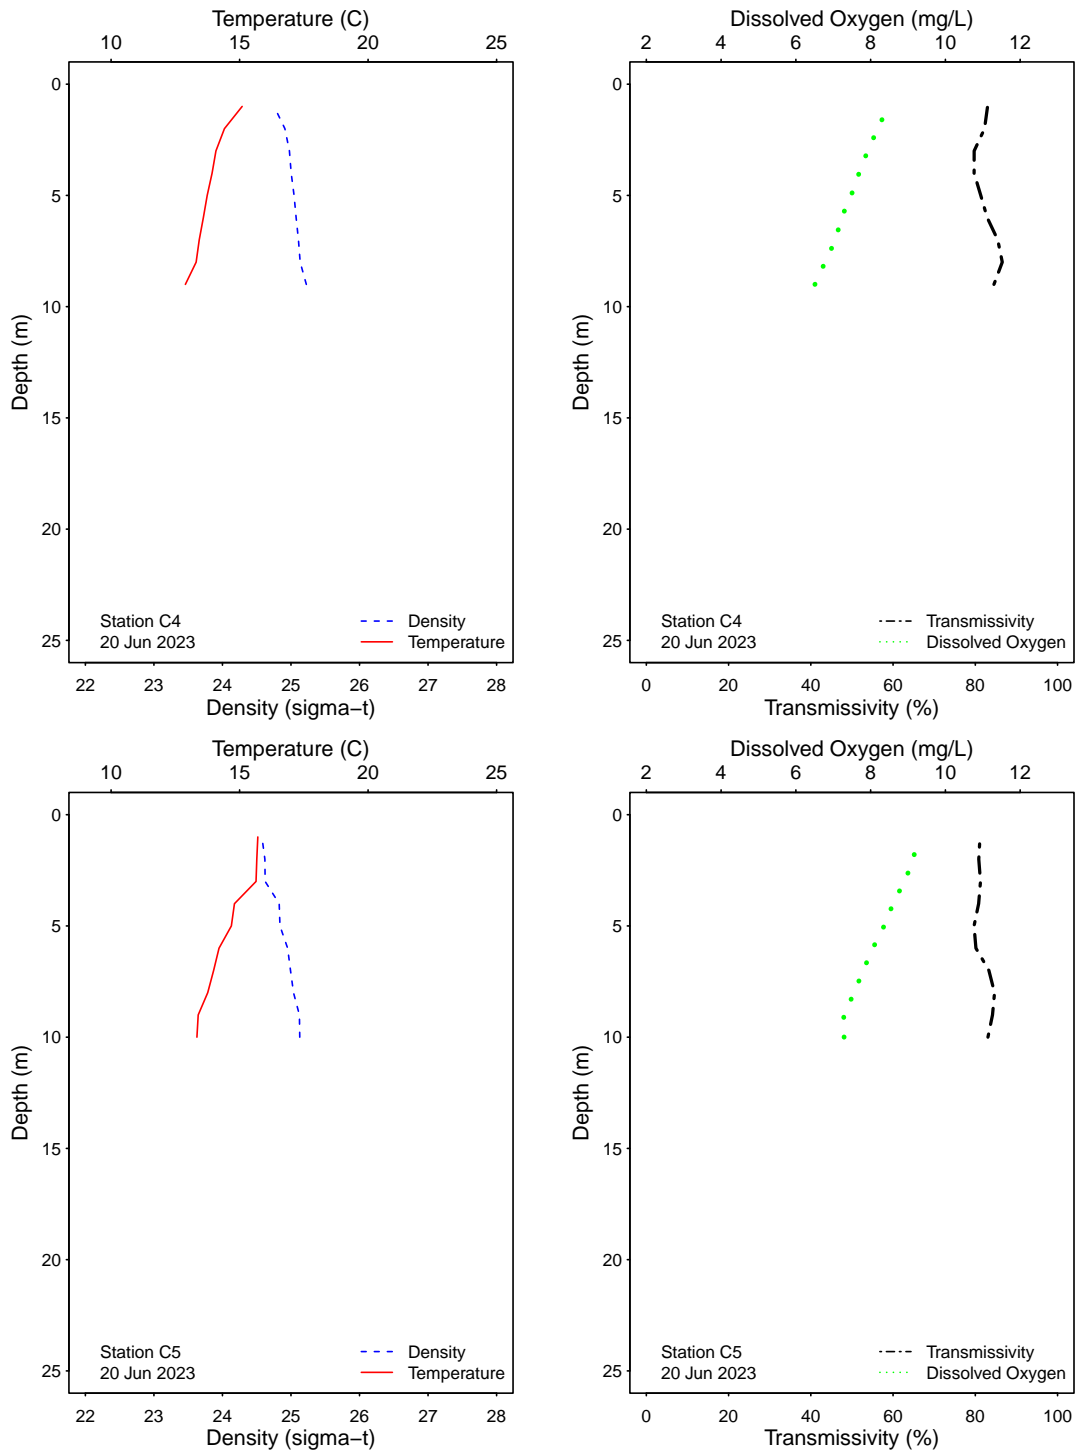 Temperature (C)
10 15 20 25
0
5
10
15
20
25
Depth (m)
Station C4
20 Jun 2023
Density
Temperature
22 23 24 25 26 27 28
Density (sigma−t)
Dissolved Oxygen (mg/L)
2 4 6 8 10 12
0
5
10
15
20
25
Depth (m)
Station C4
20 Jun 2023
Transmissivity
Dissolved Oxygen
0 20 40 60 80 100
Transmissivity (%)
Temperature (C)
10 15 20 25
0
5
10
15
20
25
Depth (m)
Station C5
20 Jun 2023
Density
Temperature
22 23 24 25 26 27 28
Density (sigma−t)
Dissolved Oxygen (mg/L)
2 4 6 8 10 12
0
5
10
15
20
25
Depth (m)
Station C5
20 Jun 2023
Transmissivity
Dissolved Oxygen
0 20 40 60 80 100
Transmissivity (%)